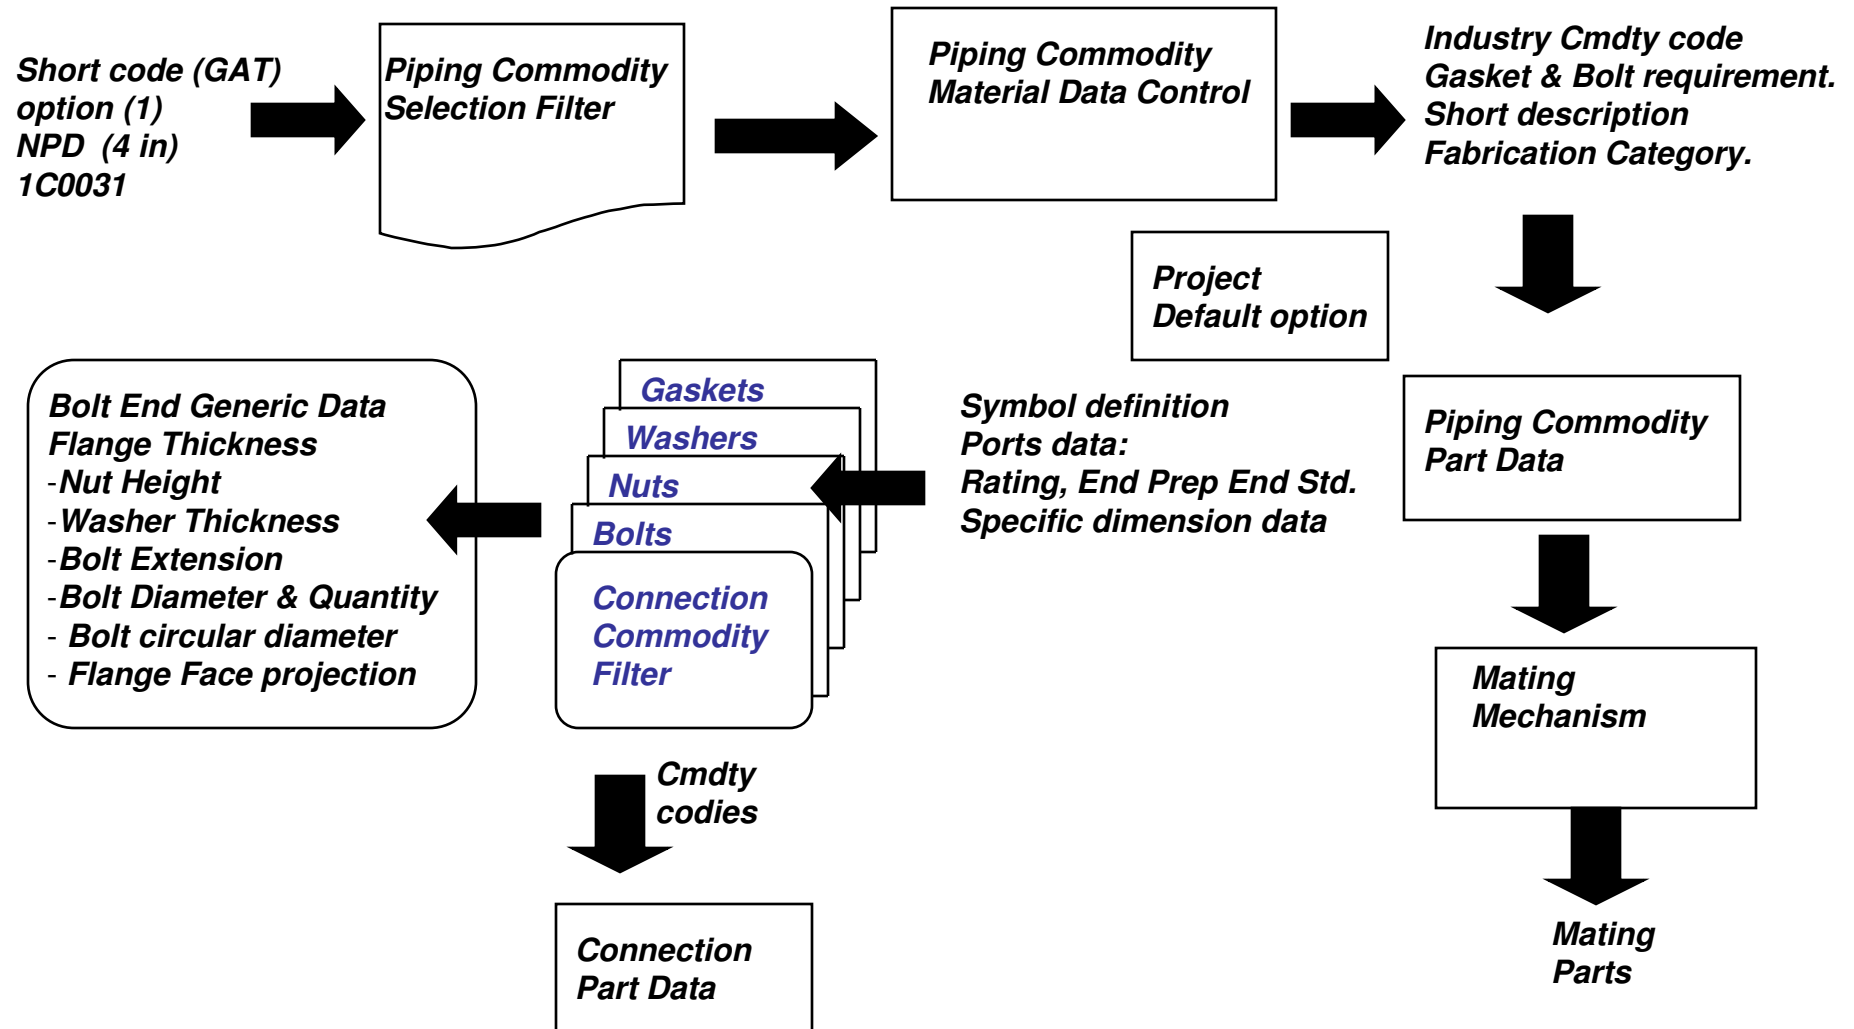 Short code (GAT)
option (1)
NPD  (4 in)
1C0031
Piping Commodity
Selection Filter
Piping Commodity
Material Data Control
Industry Cmdty code
Gasket & Bolt requirement.
Short description
Fabrication Category.
Project
Default option
Piping Commodity
Part Data
Mating
Mechanism
Mating
Parts
Symbol definition
Ports data:
Rating, End Prep End Std.
Specific dimension data
Gaskets
Washers
Nuts
Bolts
Connection
Commodity
Filter
Bolt End Generic Data
Flange Thickness
-Nut Height
-Washer Thickness
-Bolt Extension
-Bolt Diameter & Quantity
- Bolt circular diameter
- Flange Face projection
Cmdty
codies
Connection
Part Data